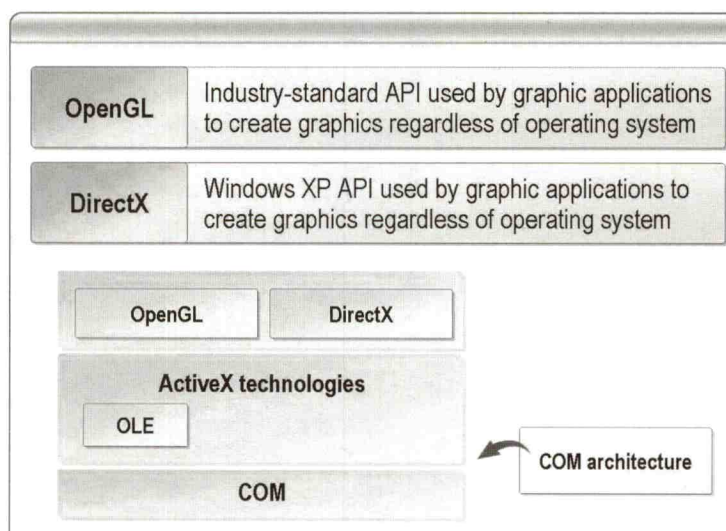 OpenGL
Industry-standard API used by graphic applications
to create graphics regardless of operating system
DirectX
Windows XP API used by graphic applications to
create graphics regardless of operating system
OpenGL
DirectX
ActiveX technologies
OLE
COM architecture
COM